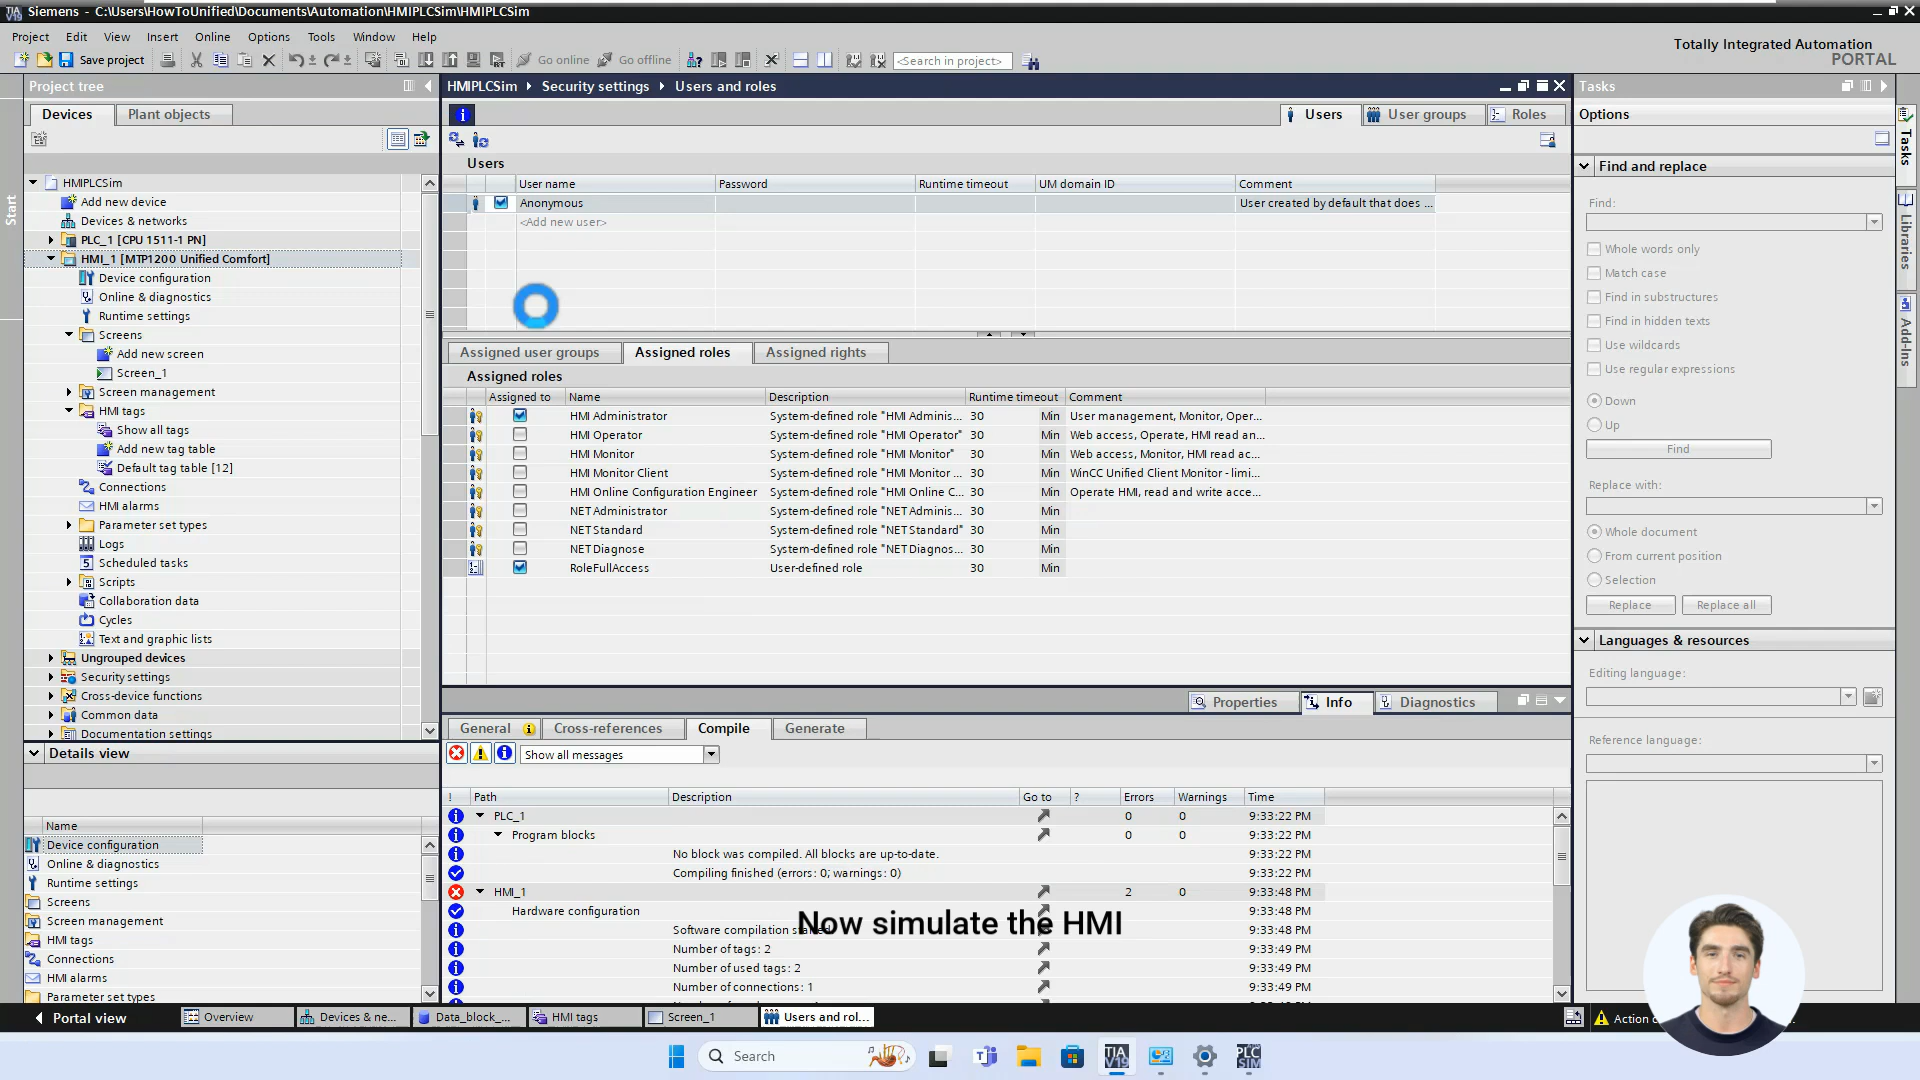 Siemens - C:\Users\HowToUnified\Documents\Automation\HMIPLCSim\HMIPLCSim
Project Edit View Insert Online Options Tools Window Help
Totally Integrated Automation
PORTAL
Save project
Go online
Go offline
<Search in project>
Project tree
Devices
Plant objects
Start
HMIPLCSim
Add new device
Devices & networks
PLC_1 [CPU 1511-1 PN]
HMI_1 [MTP1200 Unified Comfort]
Device configuration
Online & diagnostics
Runtime settings
Screens
Add new screen
Screen_1
Screen management
HMI tags
Show all tags
Add new tag table
Default tag table [12]
Connections
HMI alarms
Parameter set types
Logs
Scheduled tasks
Scripts
Collaboration data
Cycles
Text and graphic lists
Ungrouped devices
Security settings
Cross-device functions
Common data
Documentation settings
Details view
Name
Device configuration
Online & diagnostics
Runtime settings
Screens
Screen management
HMI tags
Connections
HMI alarms
Parameter set types
HMIPLCSim Security settings Users and roles
Users User groups Roles
Users
User name Password Runtime timeout UM domain ID Comment
Anonymous User created by default that does ...
<Add new user>
Assigned user groups Assigned roles Assigned rights
Assigned roles
Assigned to Name Description Runtime timeout Comment
HMI Administrator System-defined role "HMI Adminis... 30 Min User management, Monitor, Oper...
HMI Operator System-defined role "HMI Operator" 30 Min Web access, Operate, HMI read an...
HMI Monitor System-defined role "HMI Monitor" 30 Min Web access, Monitor, HMI read ac...
HMI Monitor Client System-defined role "HMI Monitor ... 30 Min WinCC Unified Client Monitor - limi...
HMI Online Configuration Engineer System-defined role "HMI Online C... 30 Min Operate HMI, read and write acce...
NET Administrator System-defined role "NET Adminis... 30 Min
NET Standard System-defined role "NET Standard" 30 Min
NET Diagnose System-defined role "NET Diagnos... 30 Min
RoleFullAccess User-defined role 30 Min
Properties Info Diagnostics
General Cross-references Compile Generate
Show all messages
! Path Description Go to ? Errors Warnings Time
PLC_1 0 0 9:33:22 PM
Program blocks 0 0 9:33:22 PM
No block was compiled. All blocks are up-to-date. 9:33:22 PM
Compiling finished (errors: 0; warnings: 0) 9:33:22 PM
HMI_1 2 0 9:33:48 PM
Hardware configuration 9:33:48 PM
Software compilation 9:33:48 PM
Number of tags: 2 9:33:49 PM
Number of used tags: 2 9:33:49 PM
Number of connections: 1 9:33:49 PM
Now simulate the HMI
Tasks
Options
Find and replace
Find:
Whole words only
Match case
Find in substructures
Find in hidden texts
Use wildcards
Use regular expressions
Down
Up
Find
Replace with:
Whole document
From current position
Selection
Replace Replace all
Languages & resources
Editing language:
Reference language:
Tasks
Libraries
Add-Ins
Portal view Overview Devices & ne... Data_block_... HMI tags Screen_1 Users and rol...
Action
Search
TIA V19
PLC SIM